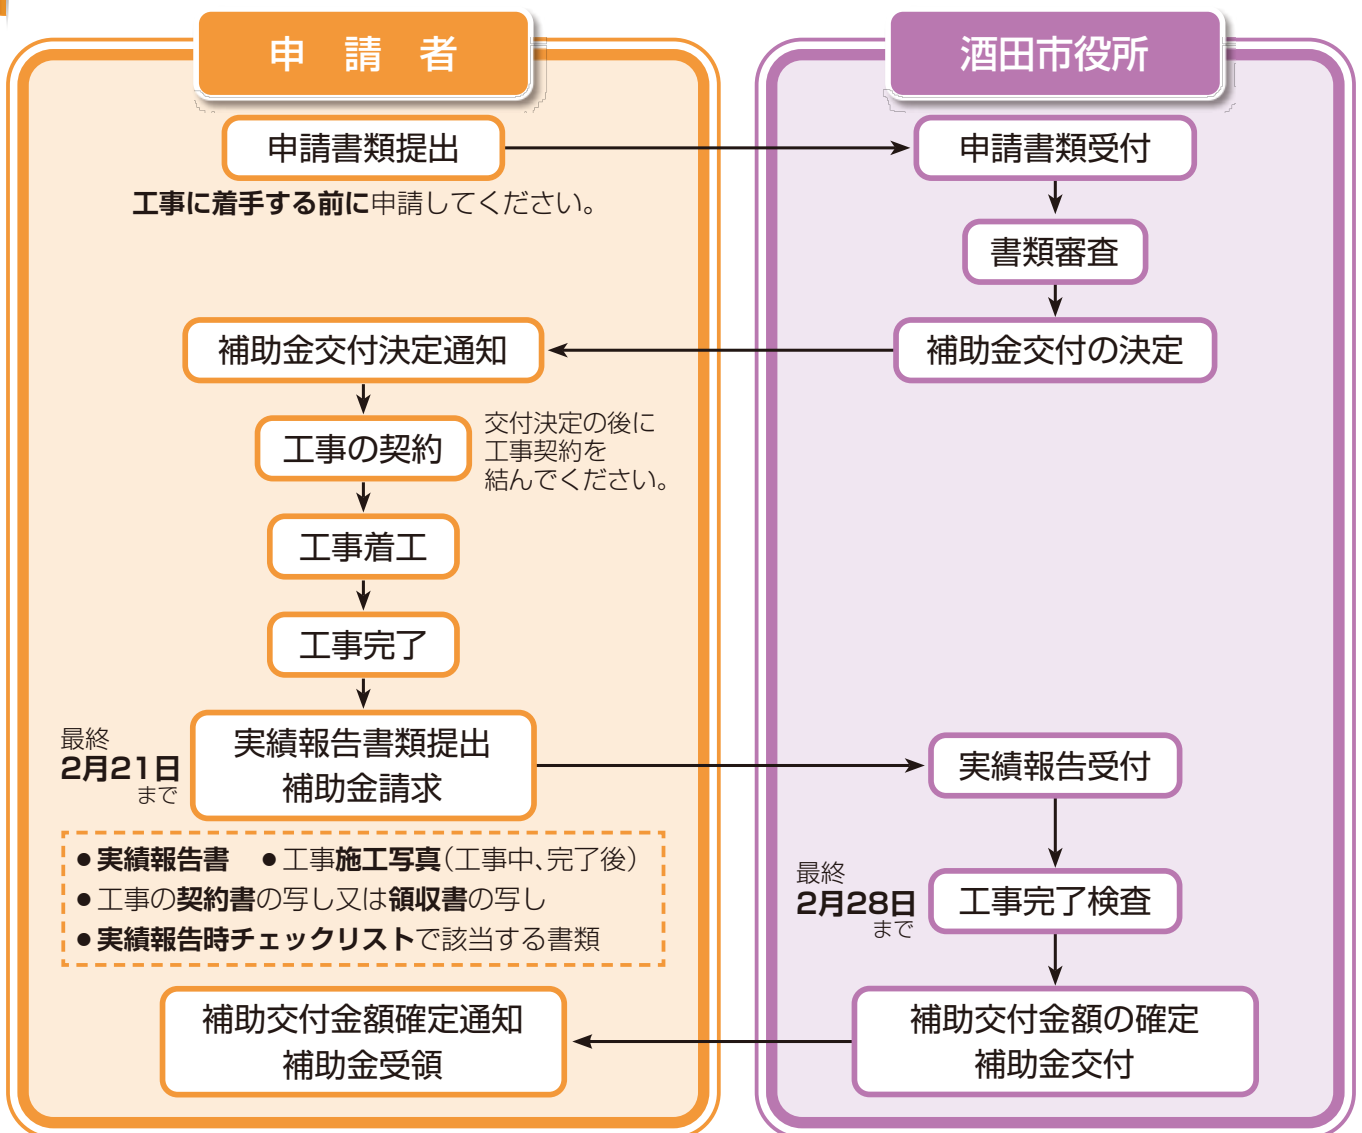 申 請 者
酒田市役所
申請書類提出
申請書類受付
工事に着手する前に申請してください。
書類審査
補助金交付決定通知
補助金交付の決定
工事の契約
交付決定の後に
工事契約を
結んでください。
工事着工
工事完了
最終
2月21日
まで
実績報告書類提出
補助金請求
実績報告受付
●実績報告書 ●工事施工写真(工事中、完了後)
●工事の契約書の写し又は領収書の写し
●実績報告時チェックリストで該当する書類
最終
2月28日
まで
工事完了検査
補助交付金額確定通知
補助金受領
補助交付金額の確定
補助金交付